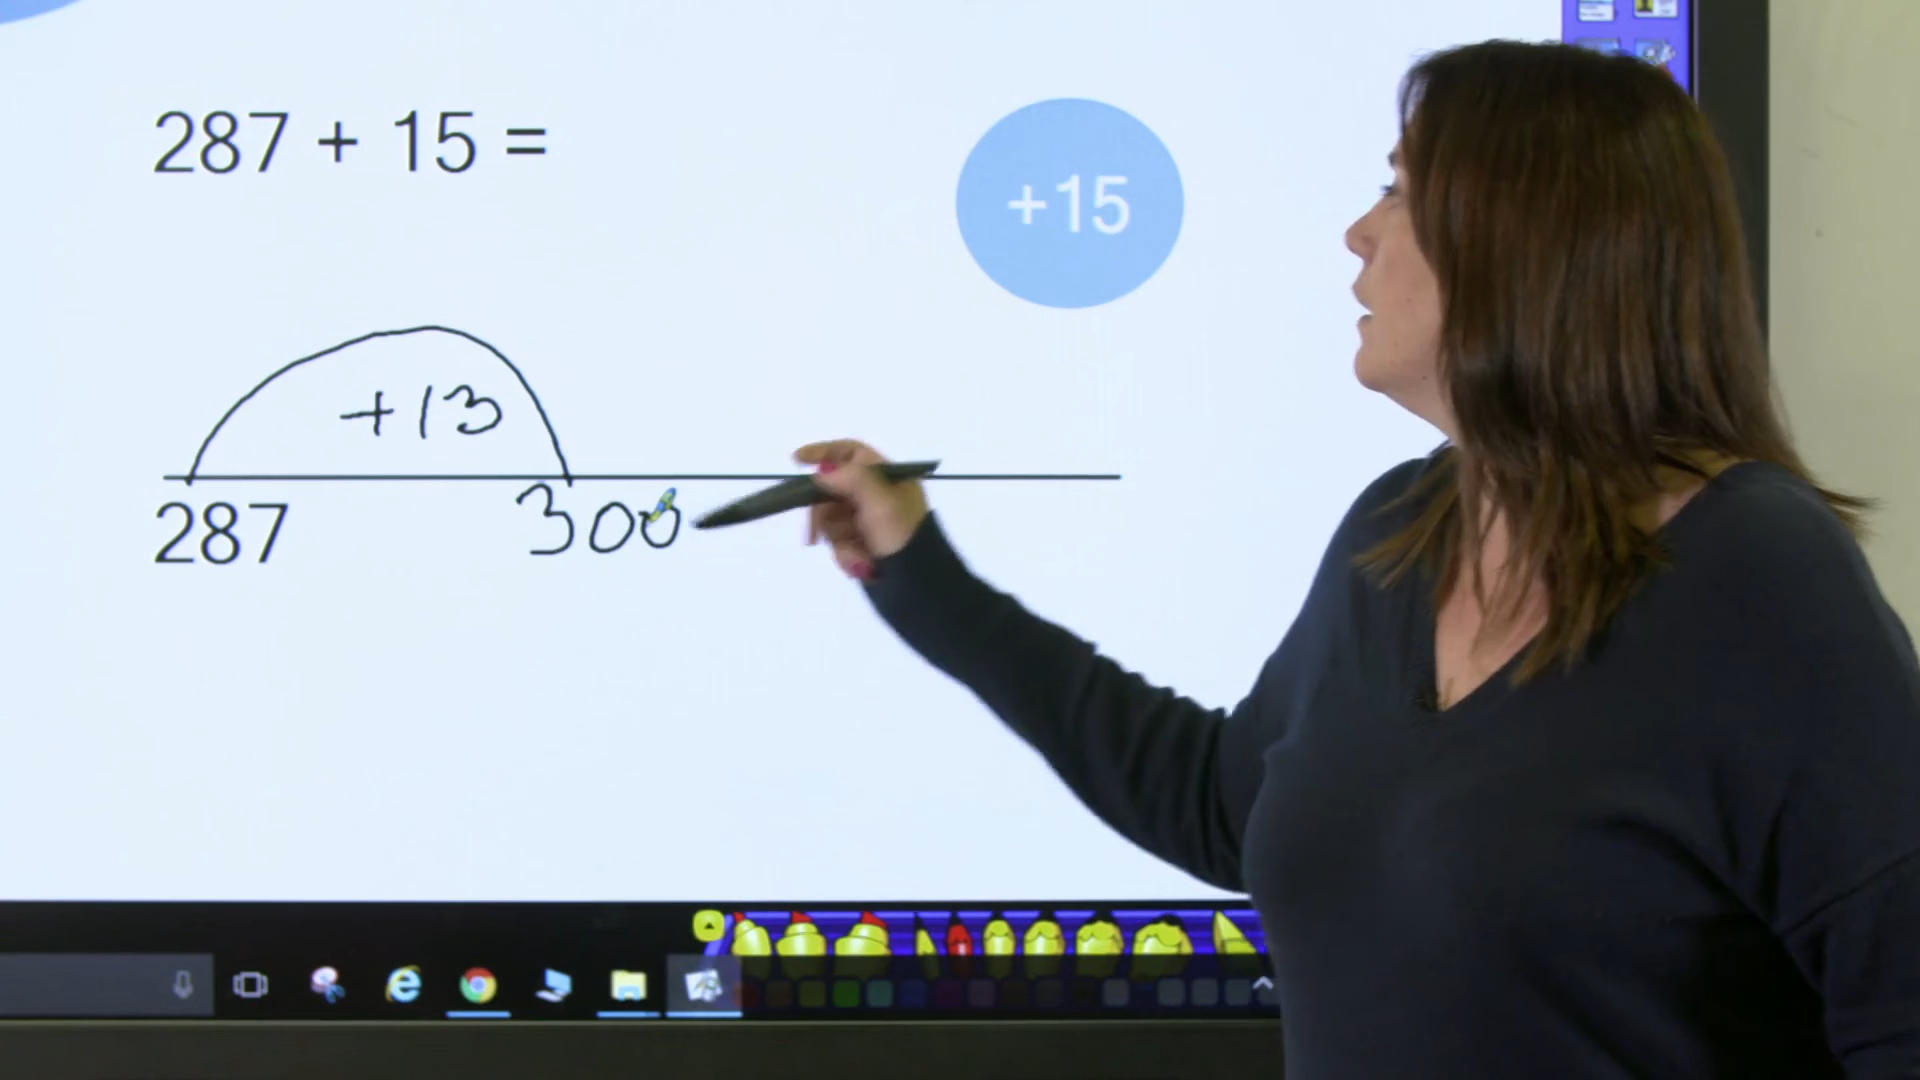 287 + 15 =
+15
+13
287
300